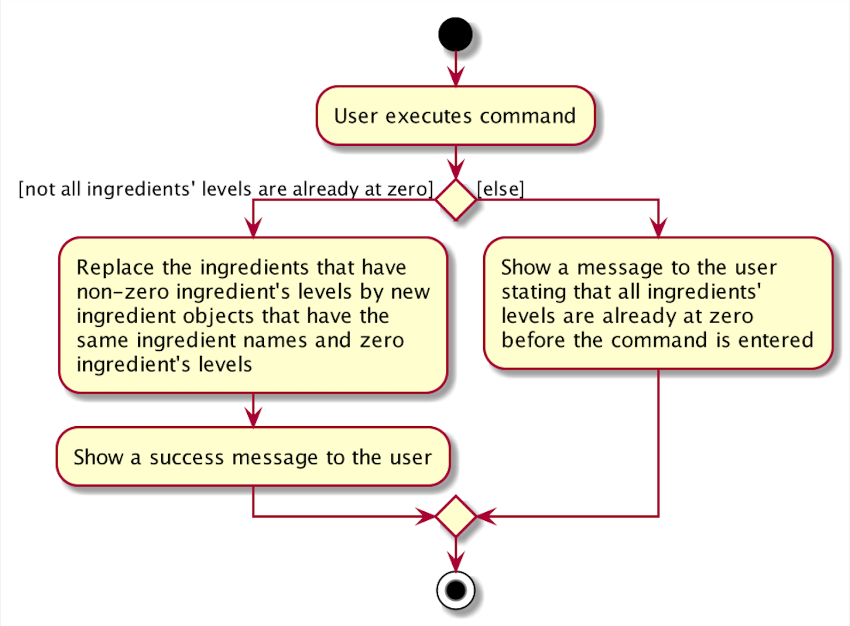 User executes command
[not all ingredients' levels are already at zero]
[else]
Replace the ingredients that have
non-zero ingredient's levels by new
ingredient objects that have the
same ingredient names and zero
ingredient's levels
Show a message to the user
stating that all ingredients'
levels are already at zero
before the command is entered
Show a success message to the user